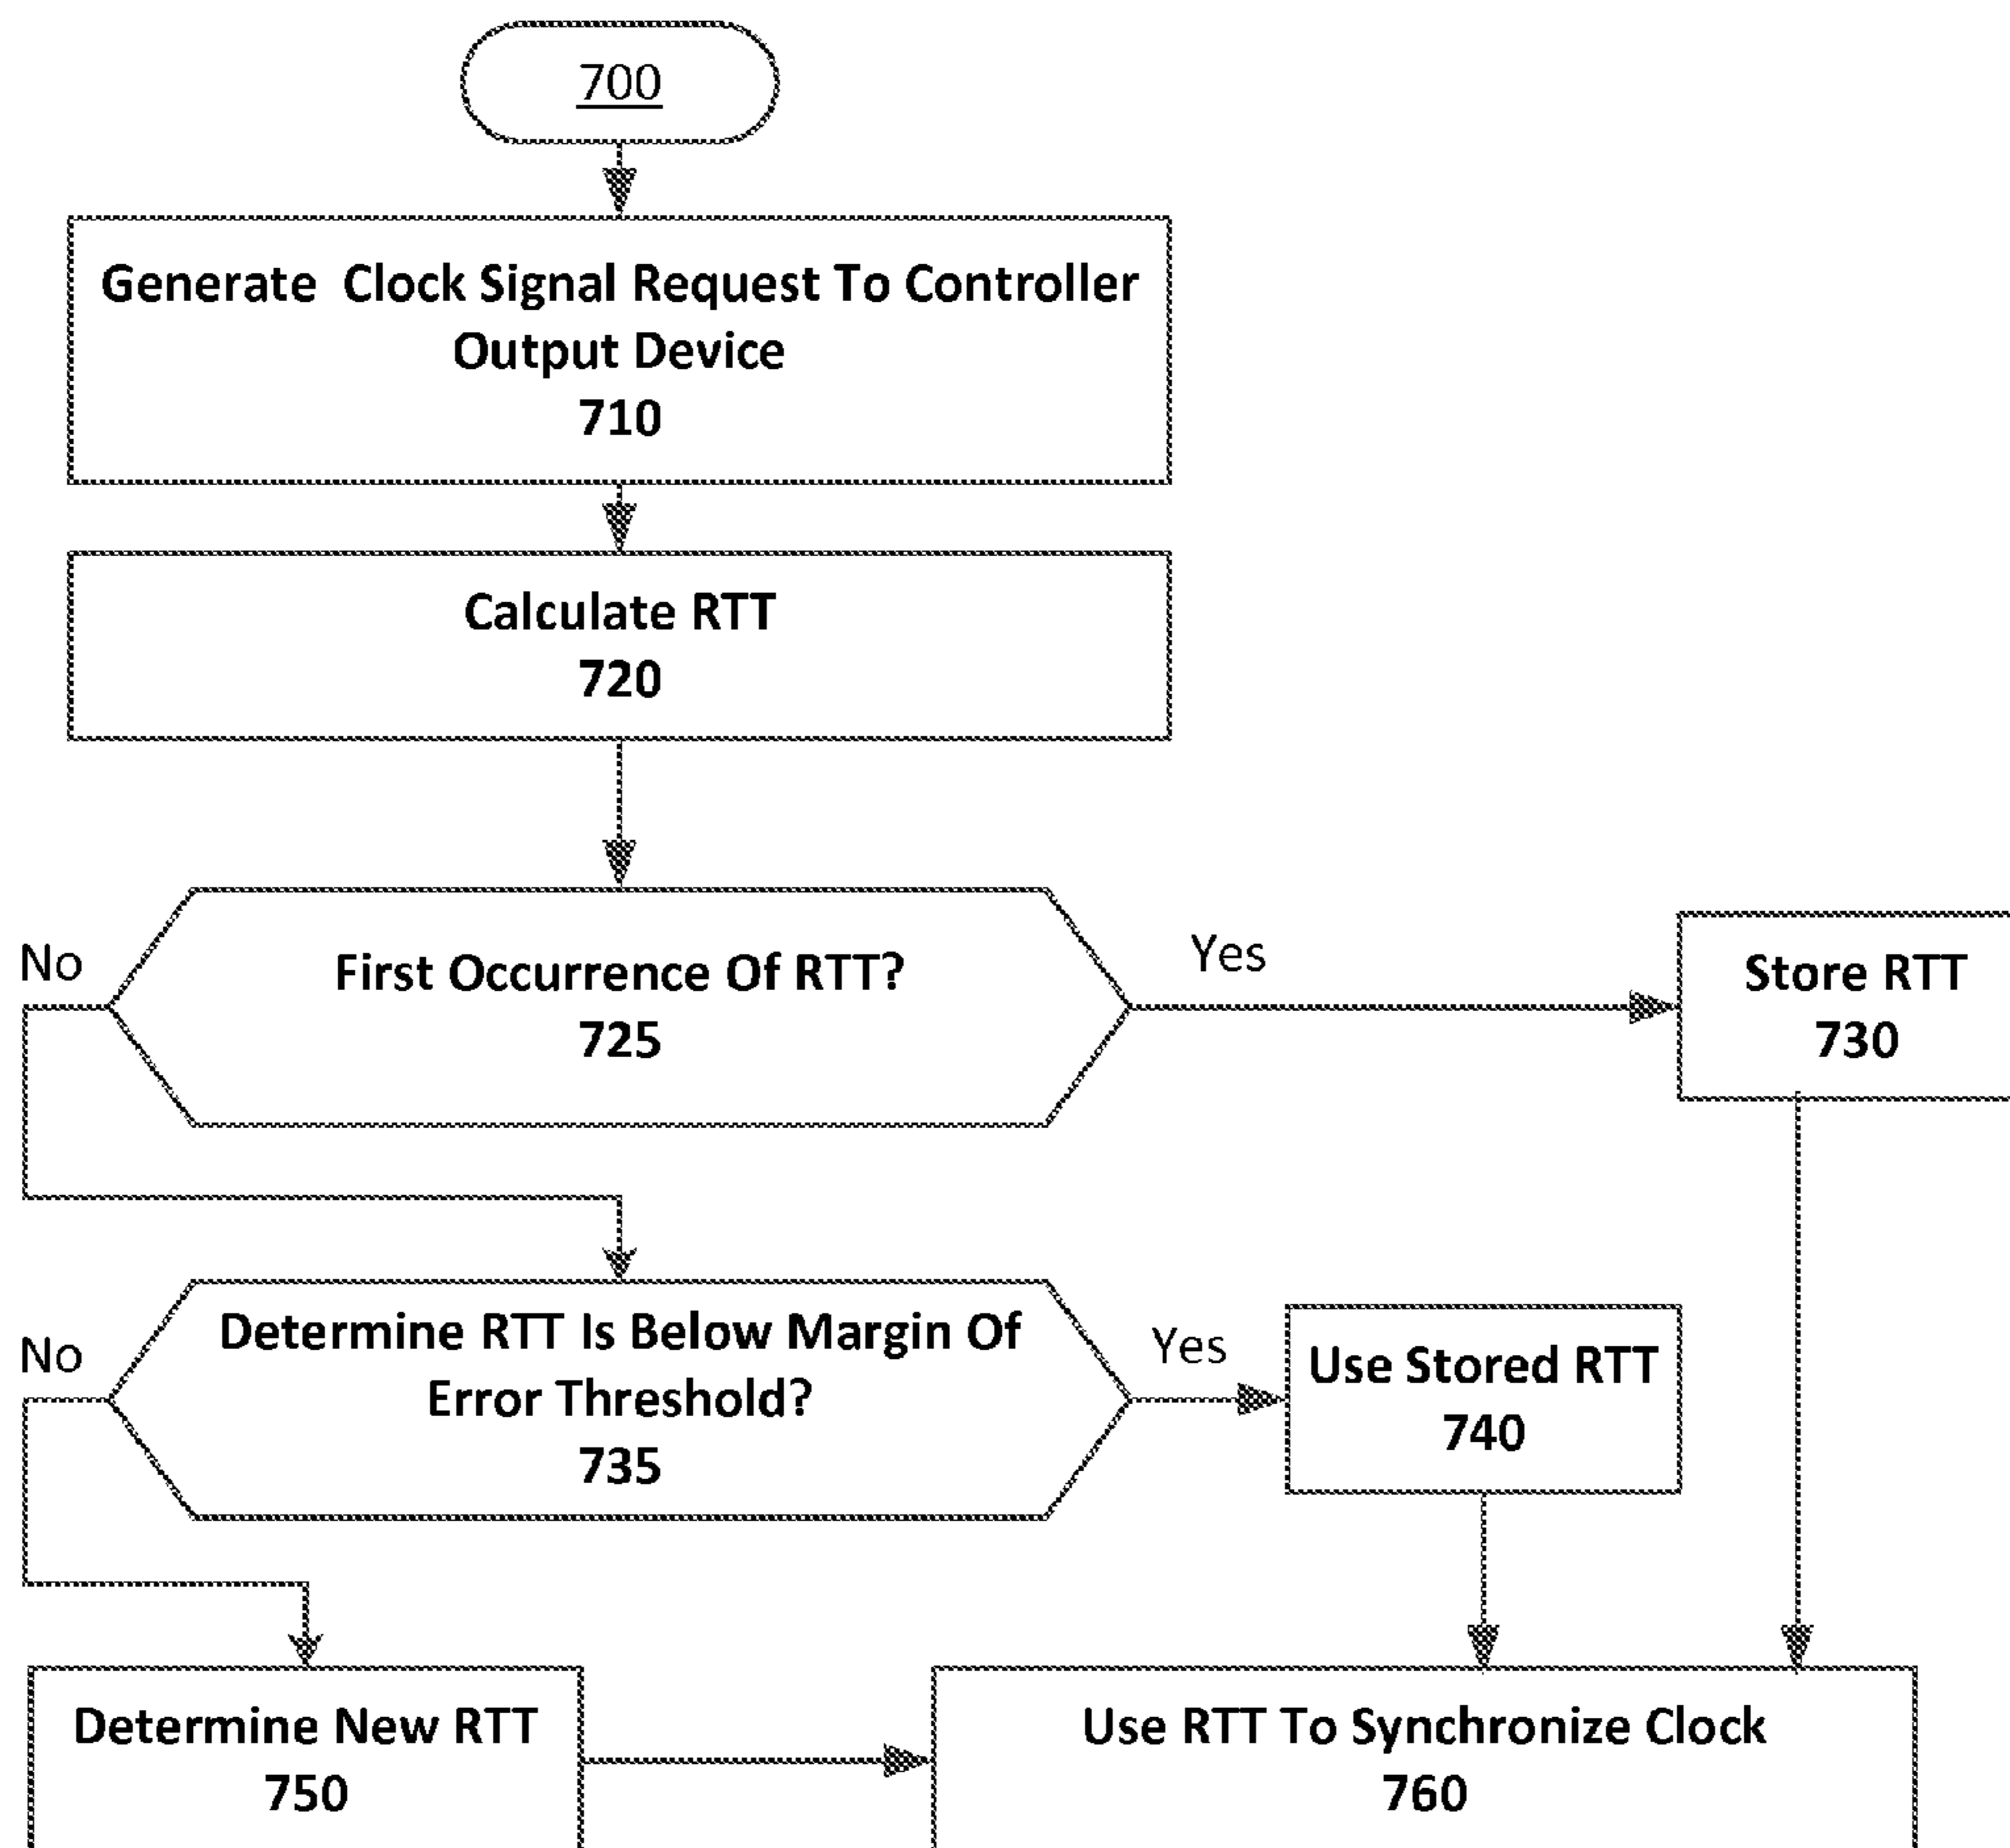 700
Generate Clock Signal Request To Controller
Output Device
710
Calculate RTT
720
No
First Occurrence Of RTT?
725
Yes
Store RTT
730
No
Determine RTT Is Below Margin Of
Error Threshold?
735
Yes
Use Stored RTT
740
Determine New RTT
750
Use RTT To Synchronize Clock
760